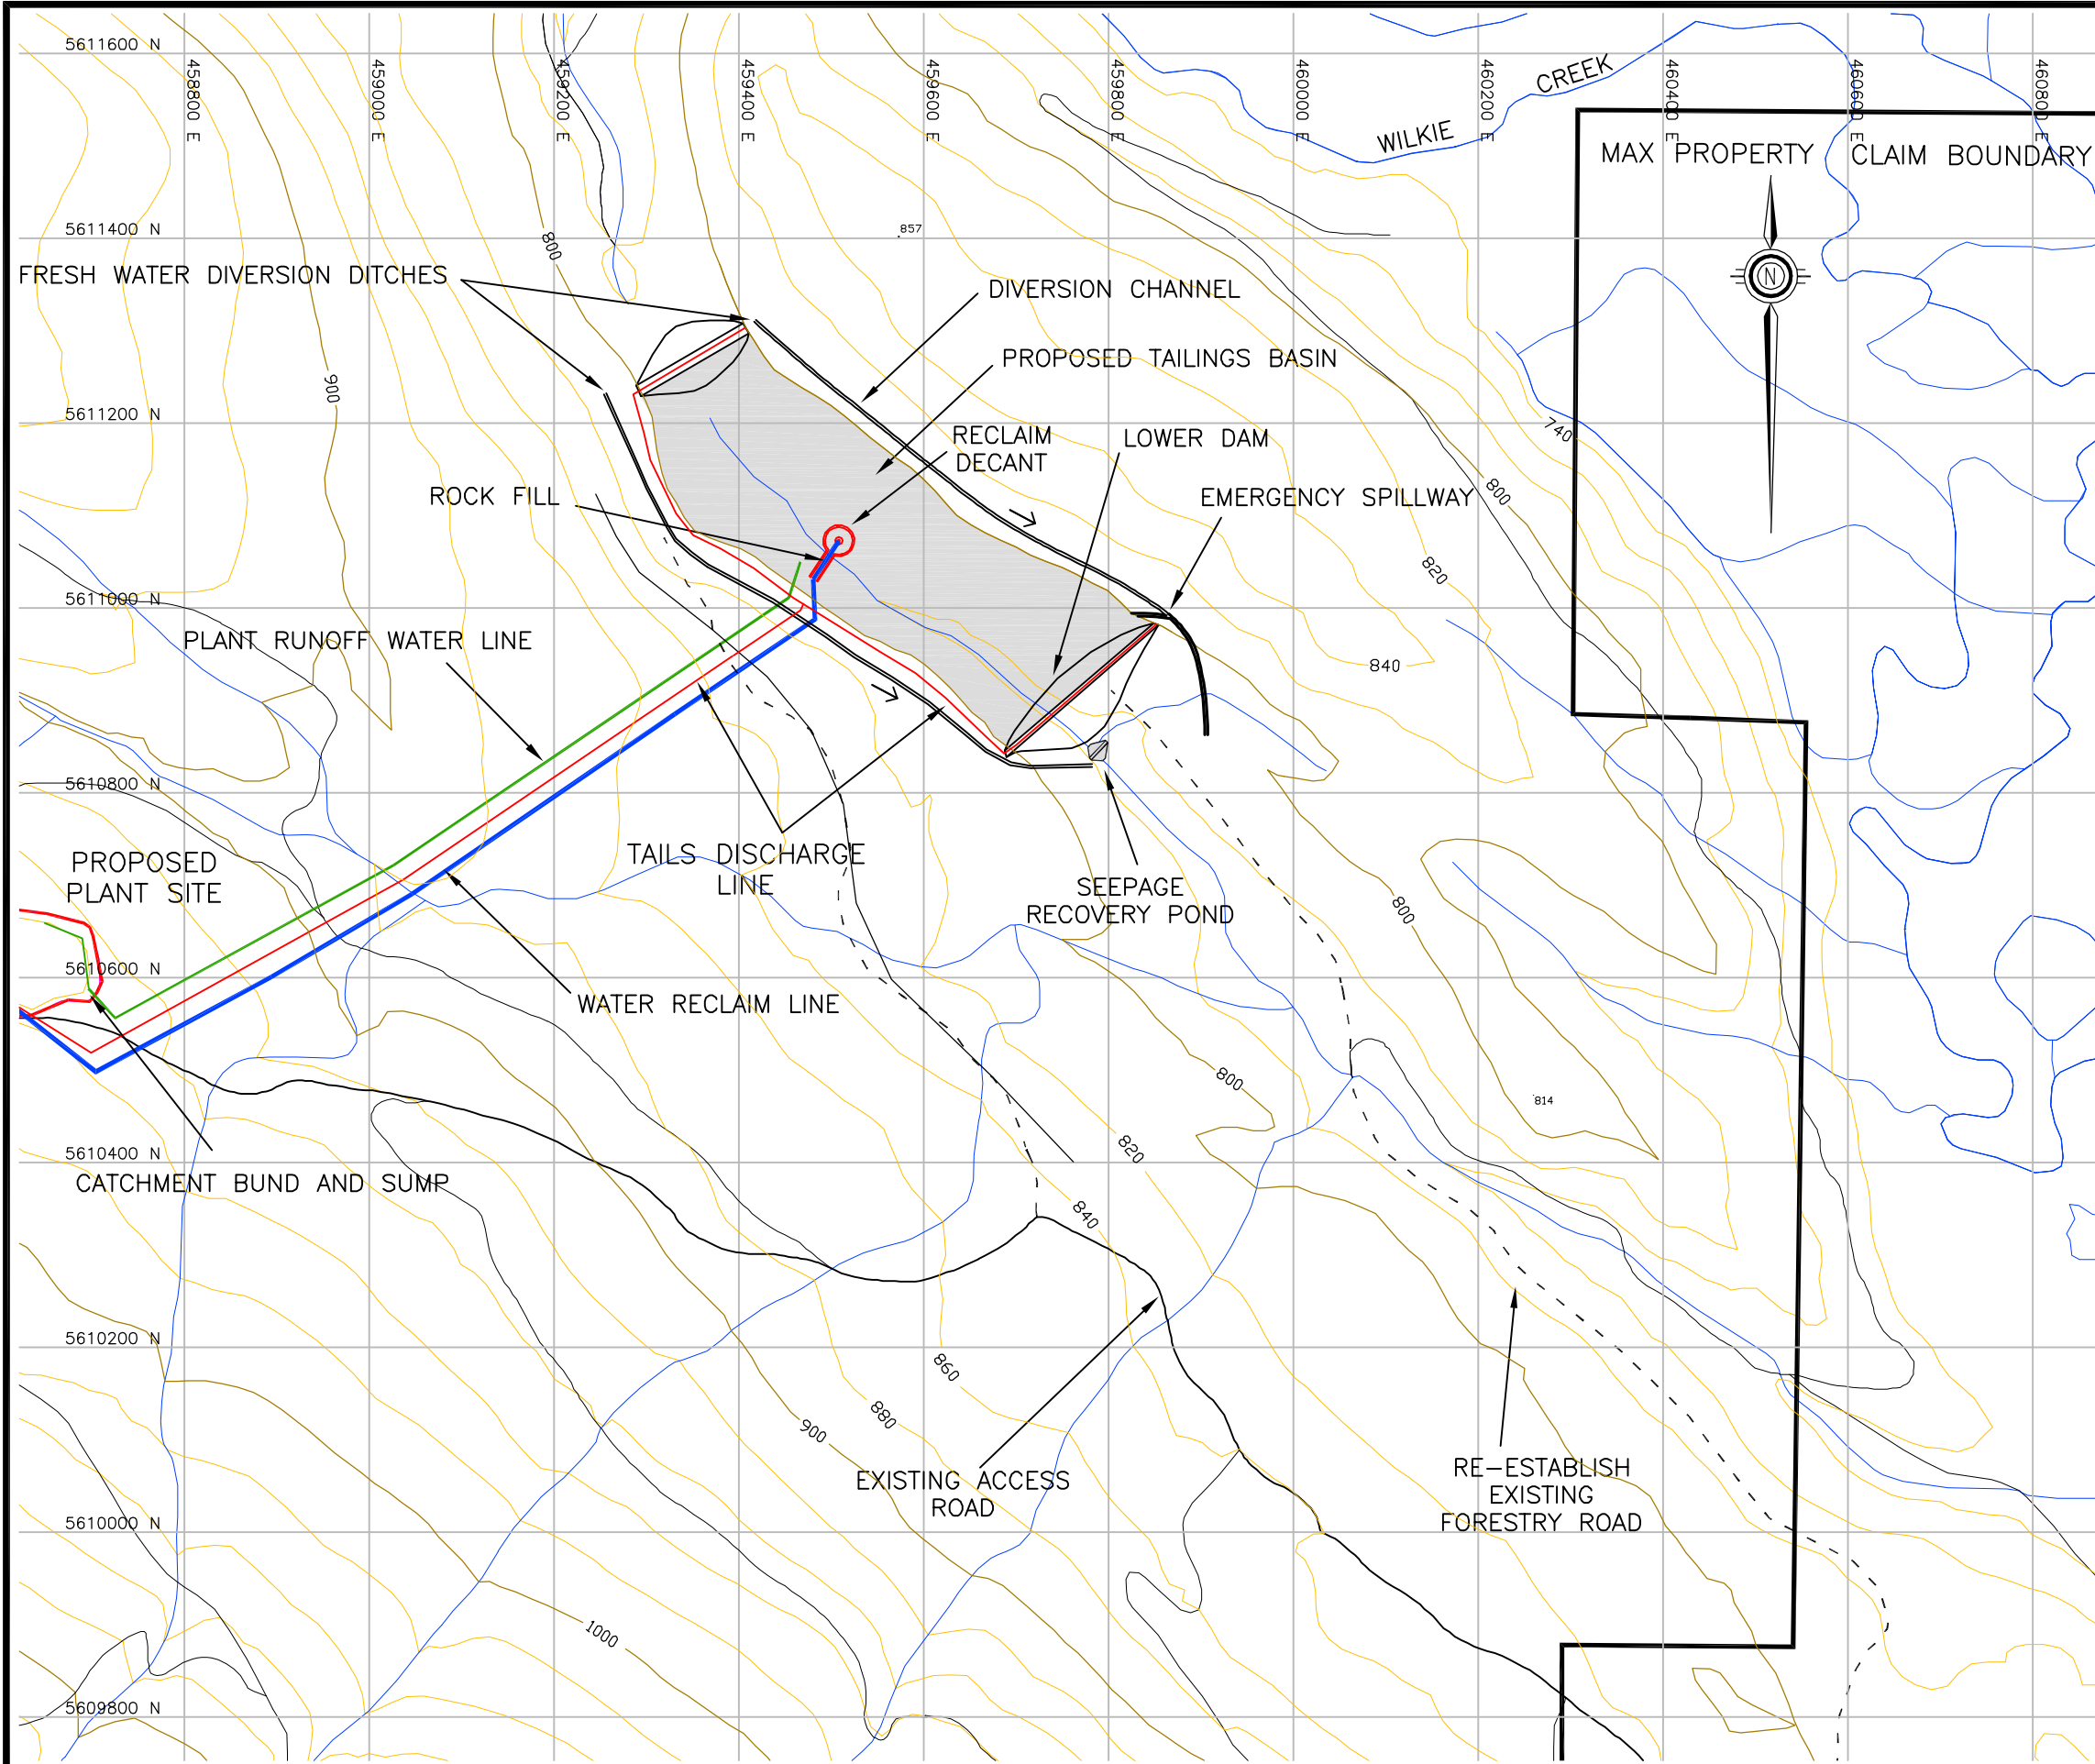 5611600 N
458800 E
459000 E
459200 E
459400 E
459600 E
459800 E
460000 E
460200 E
460400 E
460600 E
460800 E
WILKIE CREEK
MAX PROPERTY CLAIM BOUNDARY
N
5611400 N
800
857
FRESH WATER DIVERSION DITCHES
DIVERSION CHANNEL
PROPOSED TAILINGS BASIN
900
5611200 N
RECLAIM
DECANT
LOWER DAM
740
ROCK FILL
EMERGENCY SPILLWAY
800
820
5611000 N
PLANT RUNOFF WATER LINE
840
5610800 N
PROPOSED
PLANT SITE
TAILS DISCHARGE
LINE
SEEPAGE
RECOVERY POND
800
5610600 N
WATER RECLAIM LINE
800
814
820
5610400 N
CATCHMENT BUND AND SUMP
840
5610200 N
860
880
900
EXISTING ACCESS
ROAD
RE-ESTABLISH
EXISTING
FORESTRY ROAD
5610000 N
1000
5609800 N